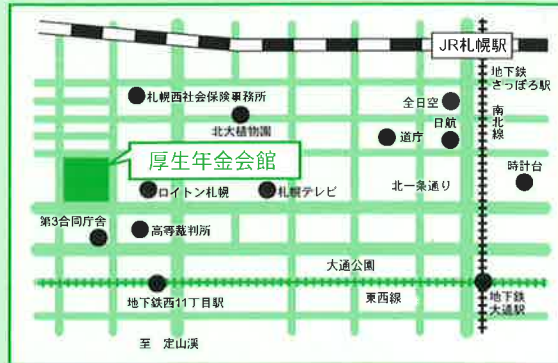 JR札幌駅
地下鉄
さっぽろ駅
札幌西社会保険事務所
全日空
南北線
北大植物園
日航
道庁
厚生年金会館
時計台
ロイトン札幌
札幌テレビ
北一条通り
第3合同庁舎
高等裁判所
大通公園
地下鉄西11丁目駅
東西線
地下鉄
大通駅
至 定山渓